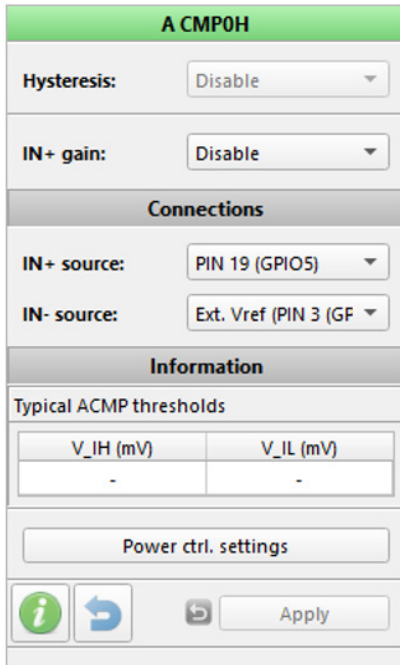 A CMP0H
Hysteresis: Disable
IN+ gain: Disable
Connections
IN+ source: PIN 19 (GPIO5)
IN- source: Ext. Vref (PIN 3 (GP
Information
Typical ACMP thresholds
V_IH (mV) V_IL (mV)
- -
Power ctrl. settings
i Apply